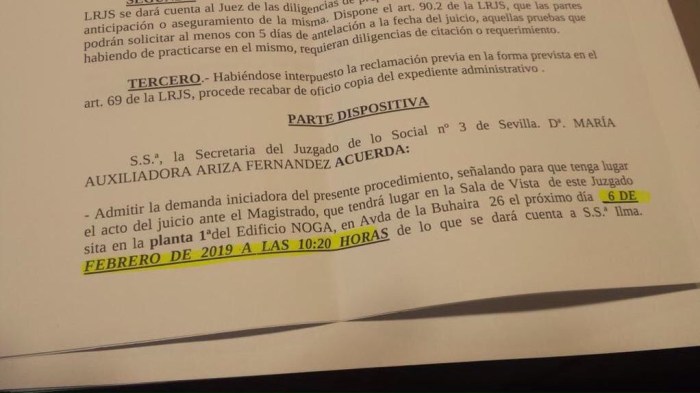 LRJS se dará cuenta al Juez de las diligencias de
anticipación o aseguramiento de la misma. Dispone el art. 90.2 de la LRJS, que las partes
podrán solicitar al menos con 5 días de antelación a la fecha del juicio, aquellas pruebas que
habiendo de practicarse en el mismo, requieran diligencias de citación o requerimiento.
TERCERO.- Habiéndose interpuesto la reclamación previa en la forma prevista en el
art. 69 de la LRJS, procede recabar de oficio copia del expediente administrativo .
PARTE DISPOSITIVA
S.S.ª, la Secretaria del Juzgado de lo Social nº 3 de Sevilla. Dª. MARÍA
AUXILIADORA ARIZA FERNANDEZ ACUERDA:
- Admitir la demanda iniciadora del presente procedimiento, señalando para que tenga lugar
el acto del juicio ante el Magistrado, que tendrá lugar en la Sala de Vista de este Juzgado
sita en la planta 1ªdel Edificio NOGA, en Avda de la Buhaira 26 el próximo día 6 DE
FEBRERO DE 2019 A LAS 10:20 HORAS de lo que se dará cuenta a S.S.ª Ilma.